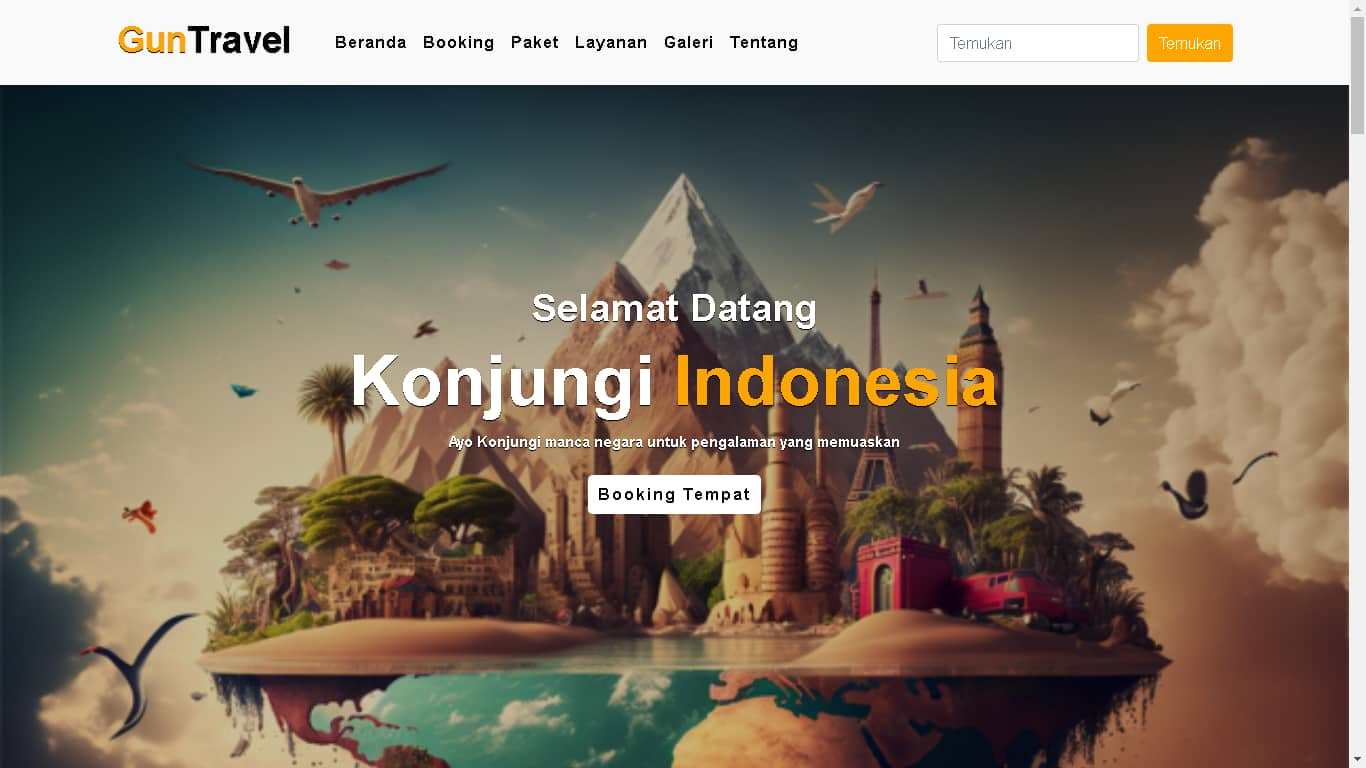 GunTravel
Beranda Booking Paket Layanan Galeri Tentang
Temukan
Temukan
Selamat Datang
Konjungi Indonesia
Ayo Konjungi manca negara untuk pengalaman yang memuaskan
Booking Tempat